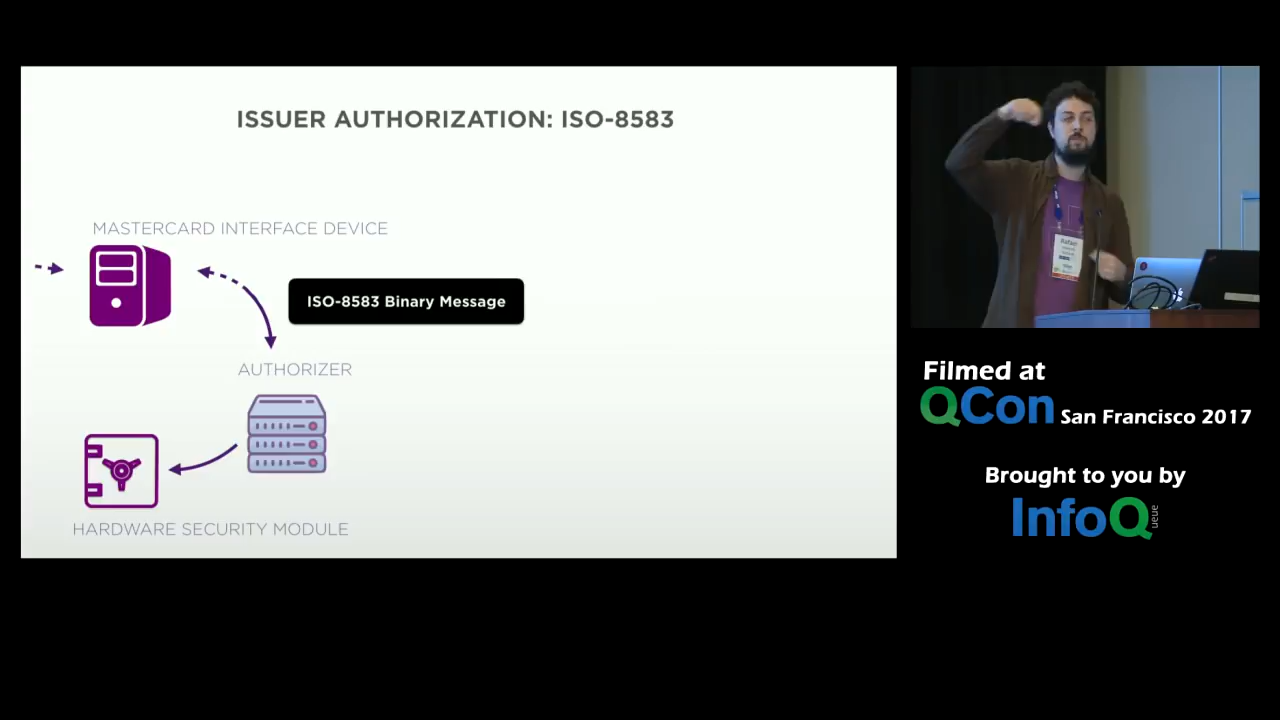 ISSUER AUTHORIZATION: ISO-8583
MASTERCARD INTERFACE DEVICE
ISO-8583 Binary Message
AUTHORIZER
HARDWARE SECURITY MODULE
Filmed at
QCon San Francisco 2017
Brought to you by
InfoQueue